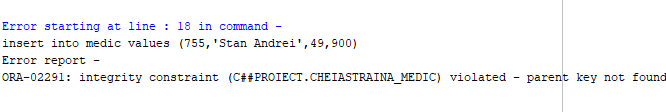 Error starting at line : 18 in command -
insert into medic values (755,'Stan Andrei',49,900)
Error report -
ORA-02291: integrity constraint (C##PROIECT.CHEIASTRAINA_MEDIC) violated - parent key not found